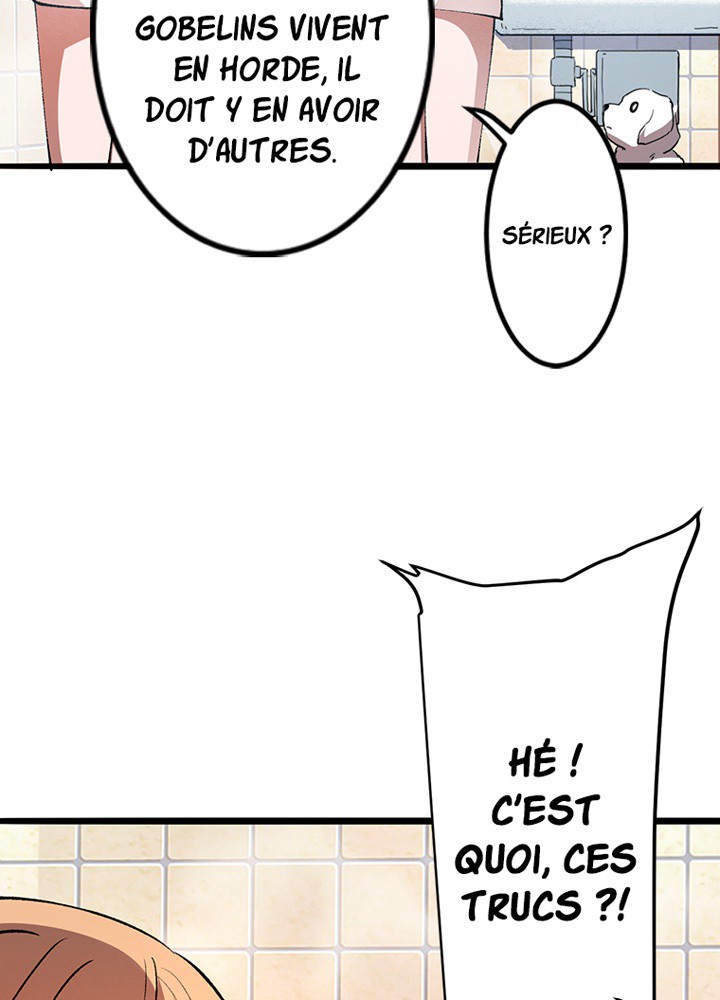 GOBELINS VIVENT
EN HORDE, IL
DOIT Y EN AVOIR
D'AUTRES.
SÉRIEUX ?
HÉ !
C'EST
QUOI, CES
TRUCS ?!